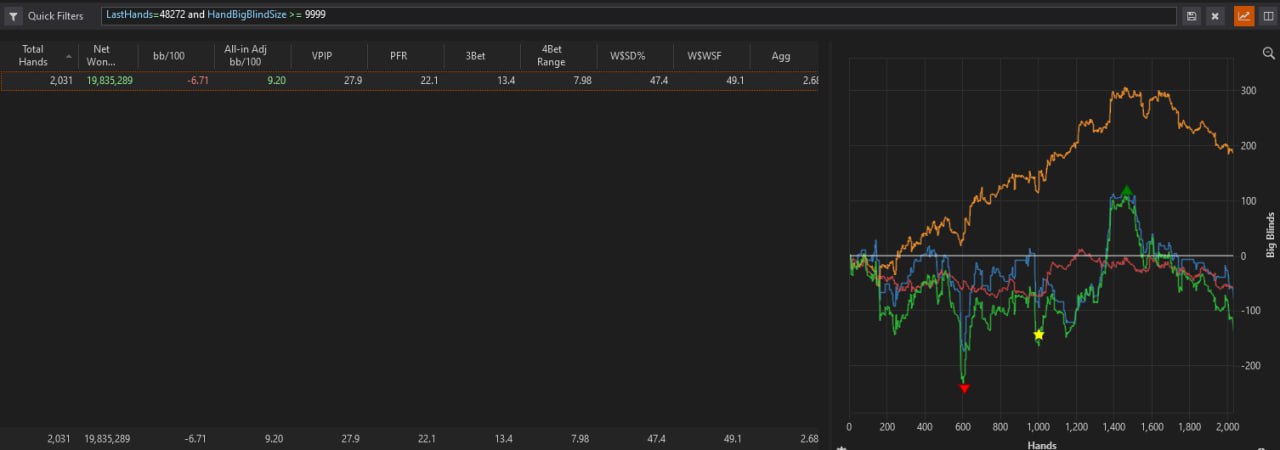 Quick Filters LastHands=48272 and HandBigBlindSize >= 9999
Total Hands Net Won... bb/100 All-in Adj bb/100 VPIP PFR 3Bet 4Bet Range W$SD% W$WSF Agg
2,031 19,835,289 -6.71 9.20 27.9 22.1 13.4 7.98 47.4 49.1 2.68
2,031 19,835,289 -6.71 9.20 27.9 22.1 13.4 7.98 47.4 49.1 2.68
300
200
100
0
-100
-200
Big Blinds
0 200 400 600 800 1,000 1,200 1,400 1,600 1,800 2,000
Hands